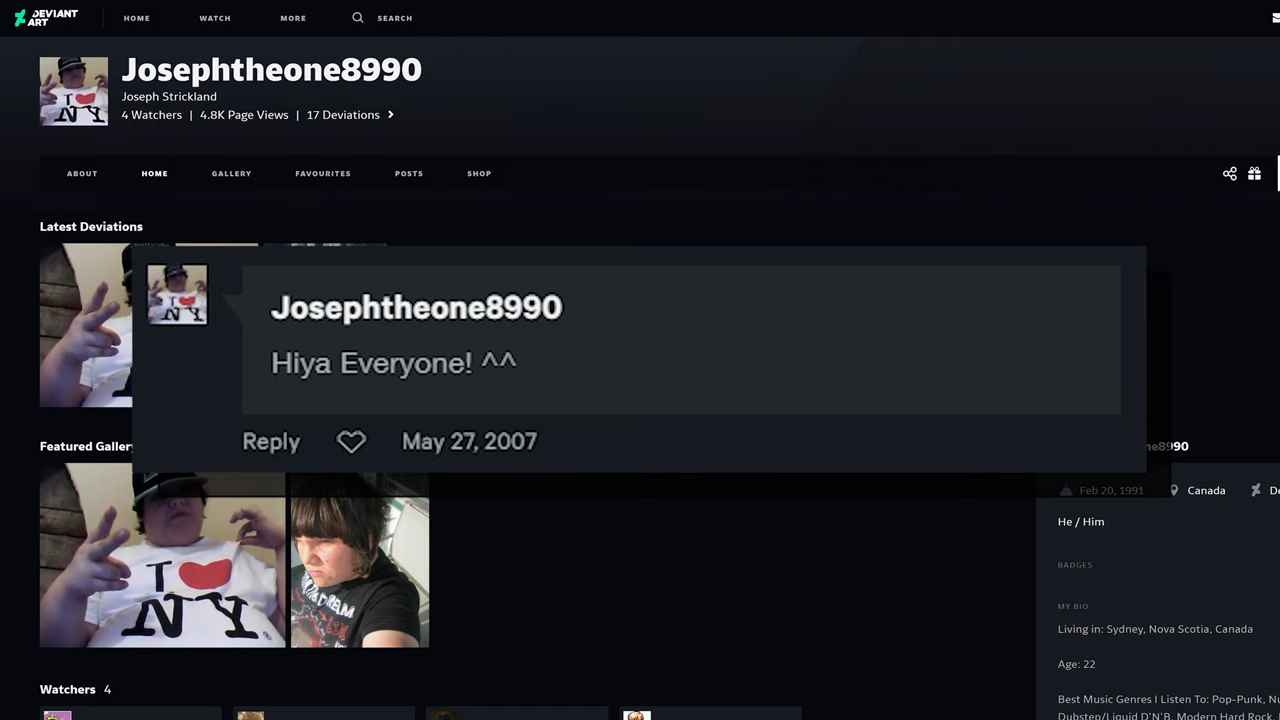 DEVIANT ART
HOME
WATCH
MORE
SEARCH
Josephtheone8990
Joseph Strickland
4 Watchers | 4.8K Page Views | 17 Deviations
ABOUT
HOME
GALLERY
FAVOURITES
POSTS
SHOP
Latest Deviations
I NY
Josephtheone8990
Hiya Everyone! ^^
Reply
May 27, 2007
Featured
ne8990
Feb 20, 1991
Canada
He / Him
I
NY
BADGES
MY BIO
Living in: Sydney, Nova Scotia, Canada
Age: 22
Watchers 4
Best Music Genres I Listen To: Pop-Punk,
Dubstep/Liquid D'N'B, Modern Hard Rock,